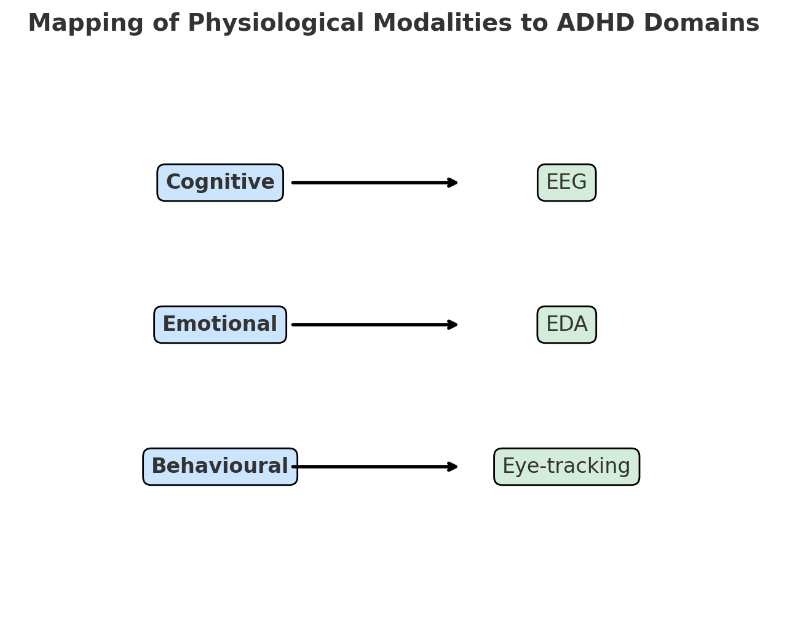 Mapping of Physiological Modalities to ADHD Domains
Cognitive
EEG
Emotional
EDA
Behavioural
Eye-tracking